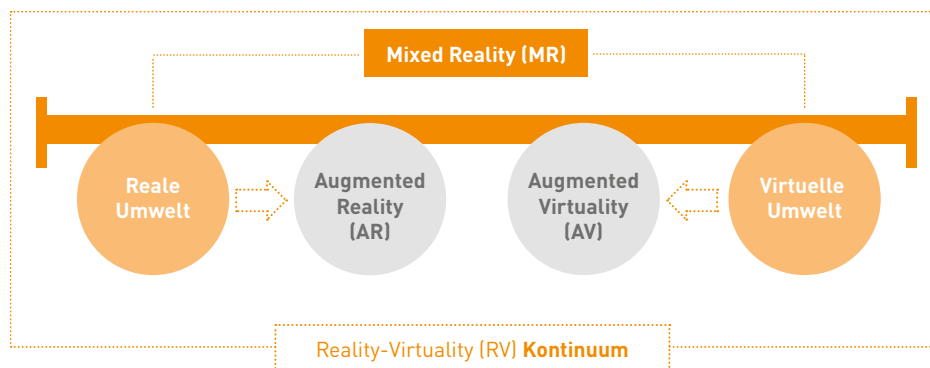 Mixed Reality (MR)
Reale
Umwelt
Augmented
Reality
(AR)
Augmented
Virtuality
(AV)
Virtuelle
Umwelt
Reality-Virtuality (RV) Kontinuum